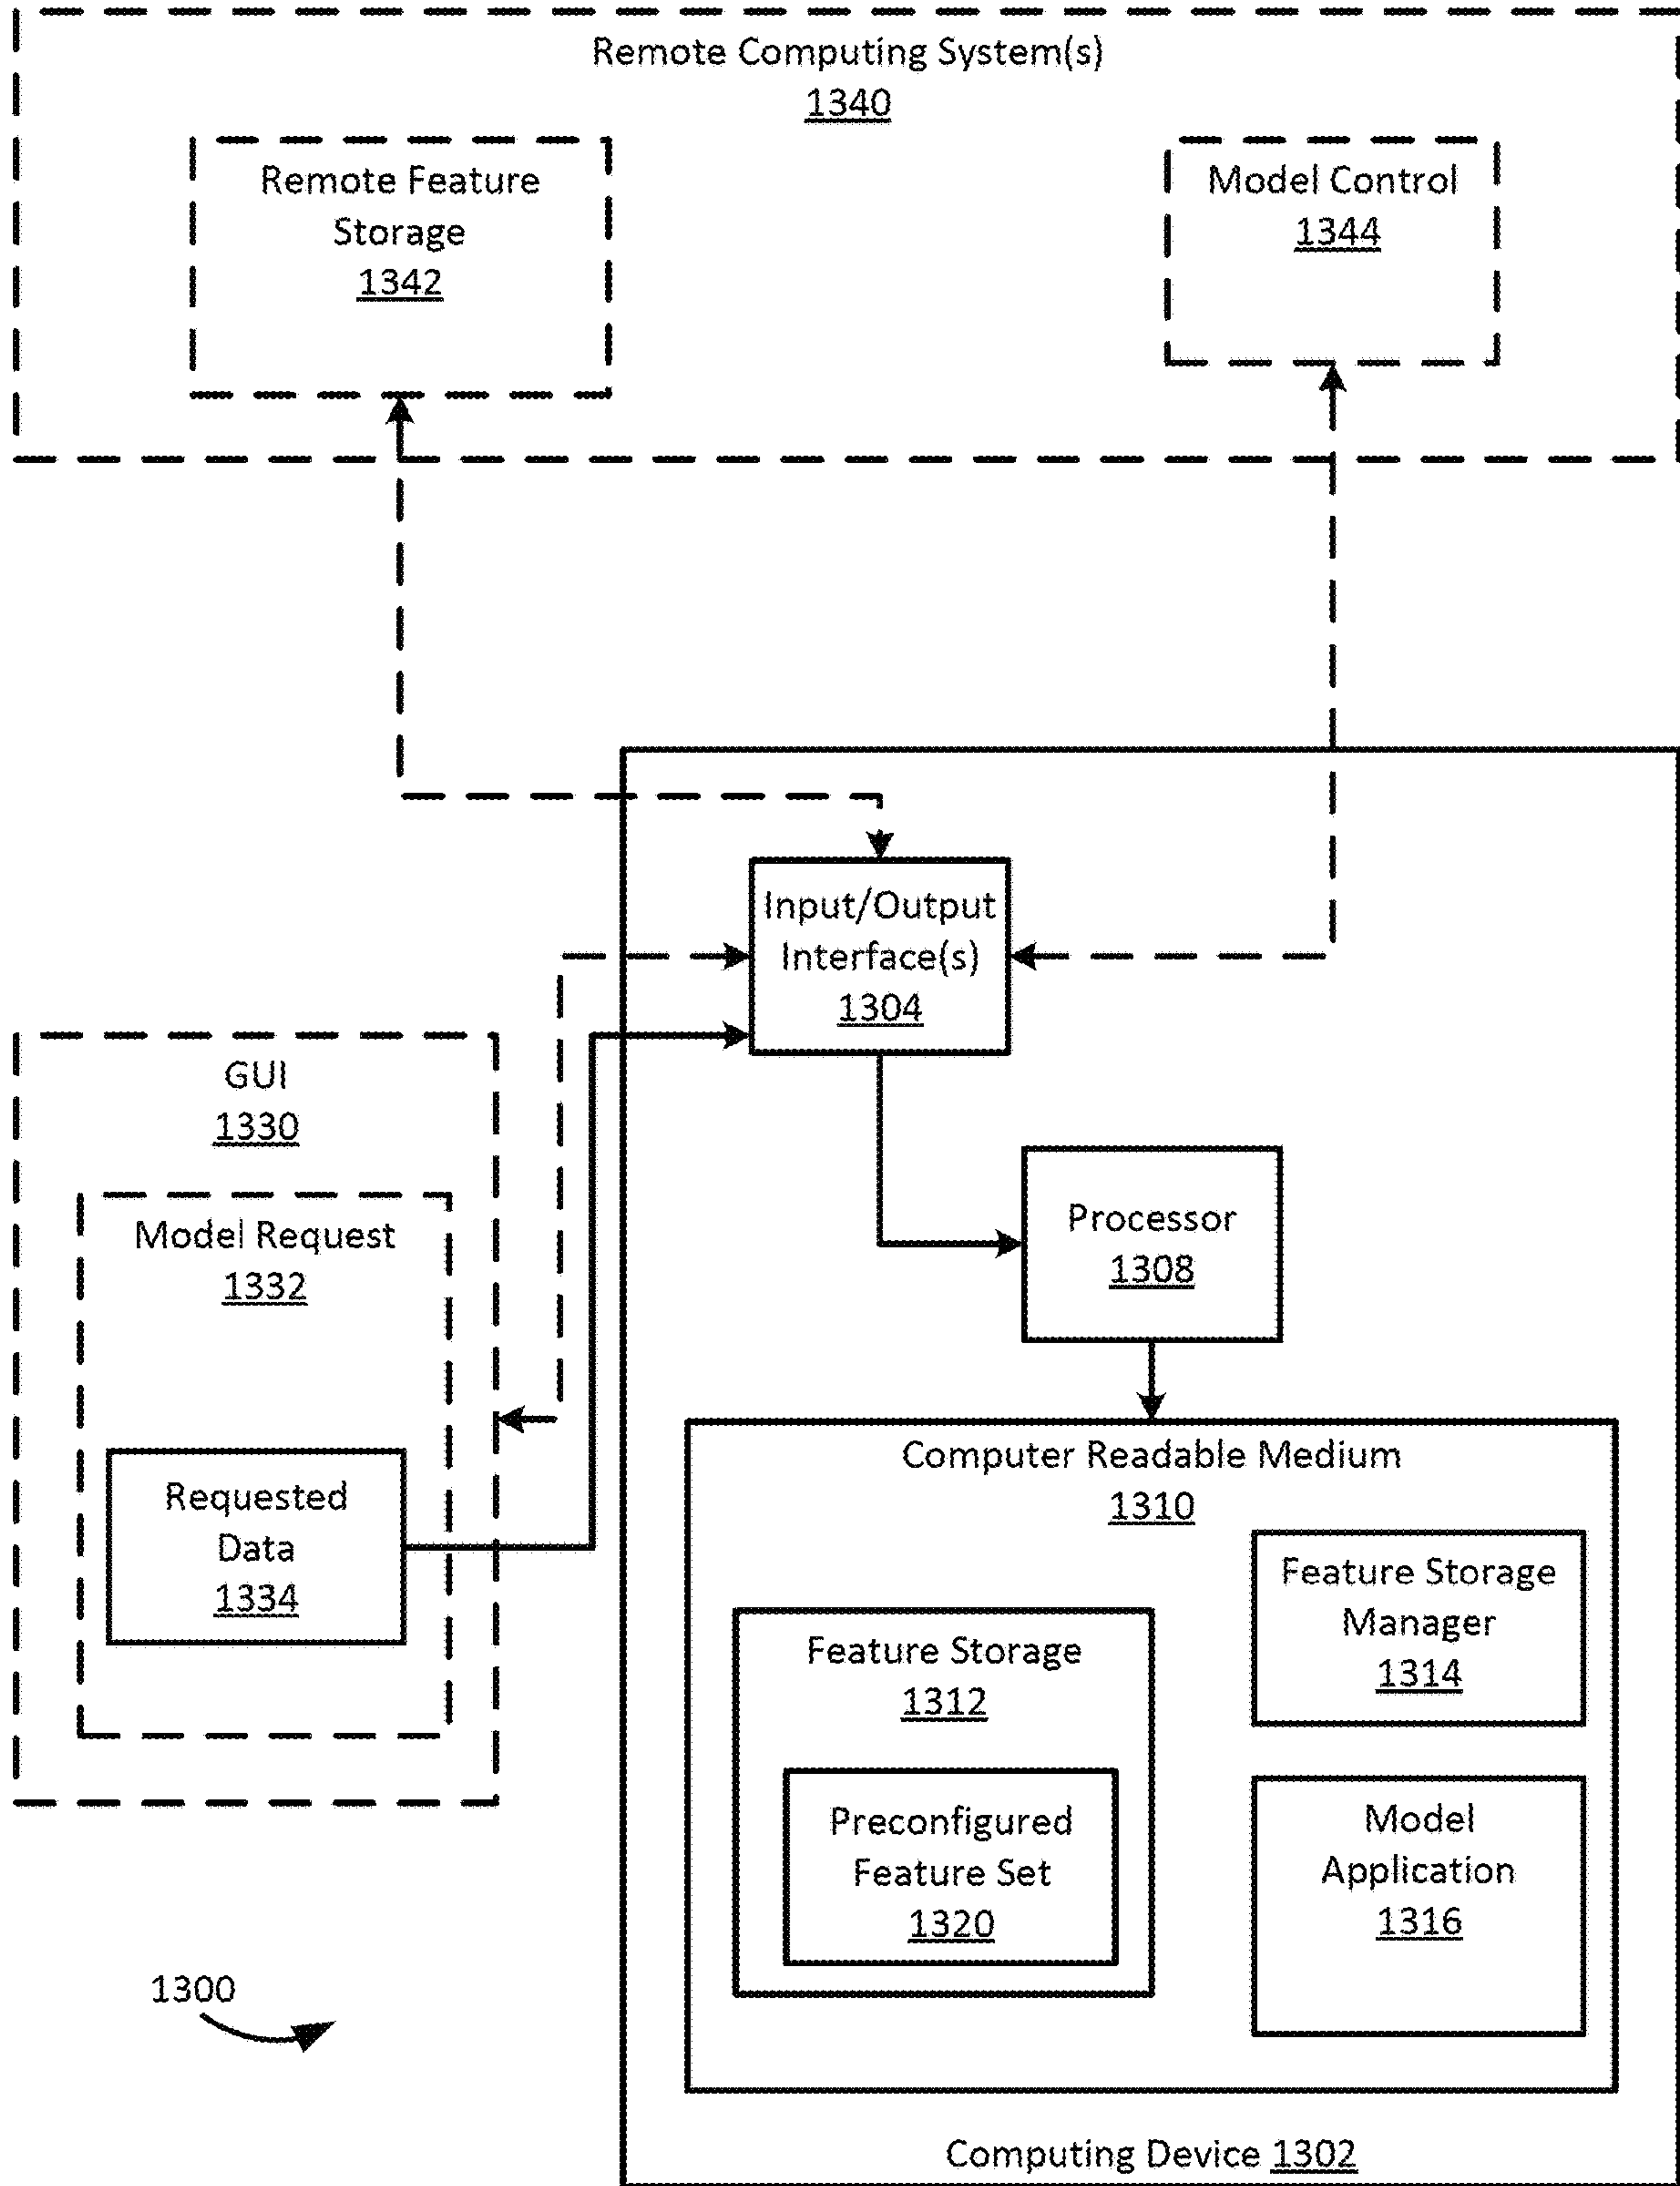 Remote Computing System(s)
1340
Remote Feature
Storage
1342
Model Control
1344
Input/Output
Interface(s)
1304
GUI
1330
Model Request
1332
Requested
Data
1334
Processor
1308
Computer Readable Medium
1310
Feature Storage
1312
Preconfigured
Feature Set
1320
Feature Storage
Manager
1314
Model
Application
1316
1300
Computing Device 1302